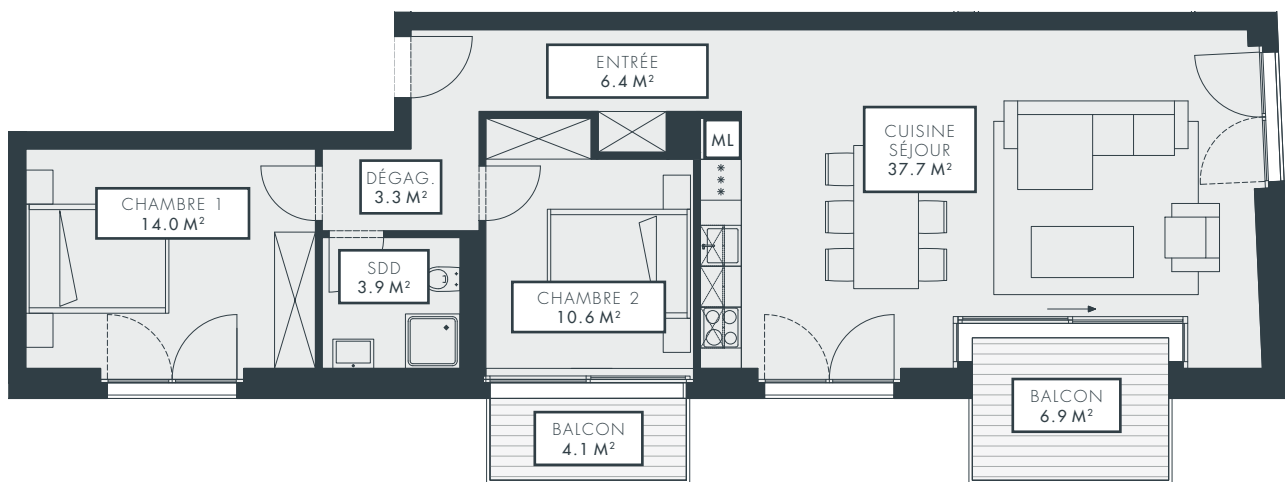 ENTRÉE
6.4 M²
ML
CUISINE
SÉJOUR
37.7 M²
DÉGAG.
3.3 M²
CHAMBRE 1
14.0 M²
SDD
3.9 M²
CHAMBRE 2
10.6 M²
BALCON
4.1 M²
BALCON
6.9 M²